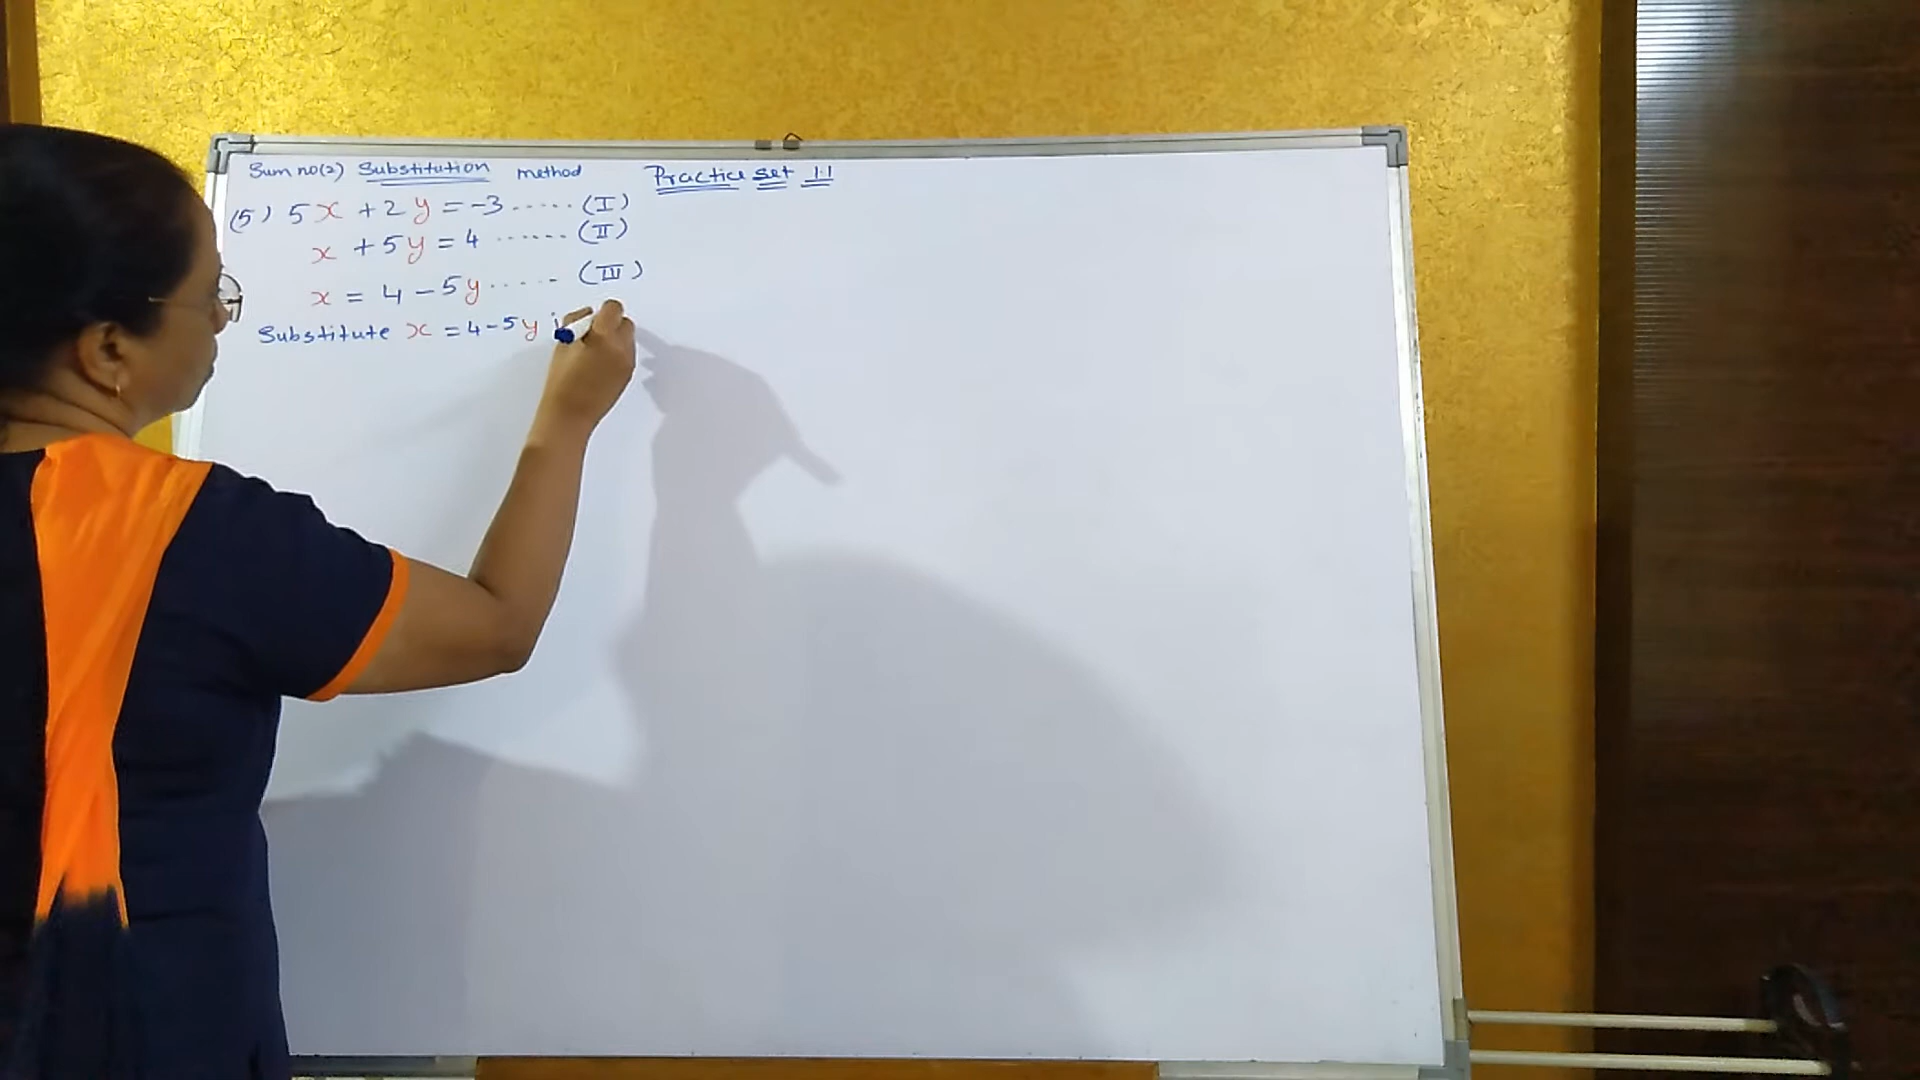 Sum no(2) Substitution method Practice set 1.1
(5) 5x + 2y = -3 ...... (I)
x + 5y = 4 ...... (II)
x = 4 - 5y ..... (III)
Substitute x = 4 - 5y